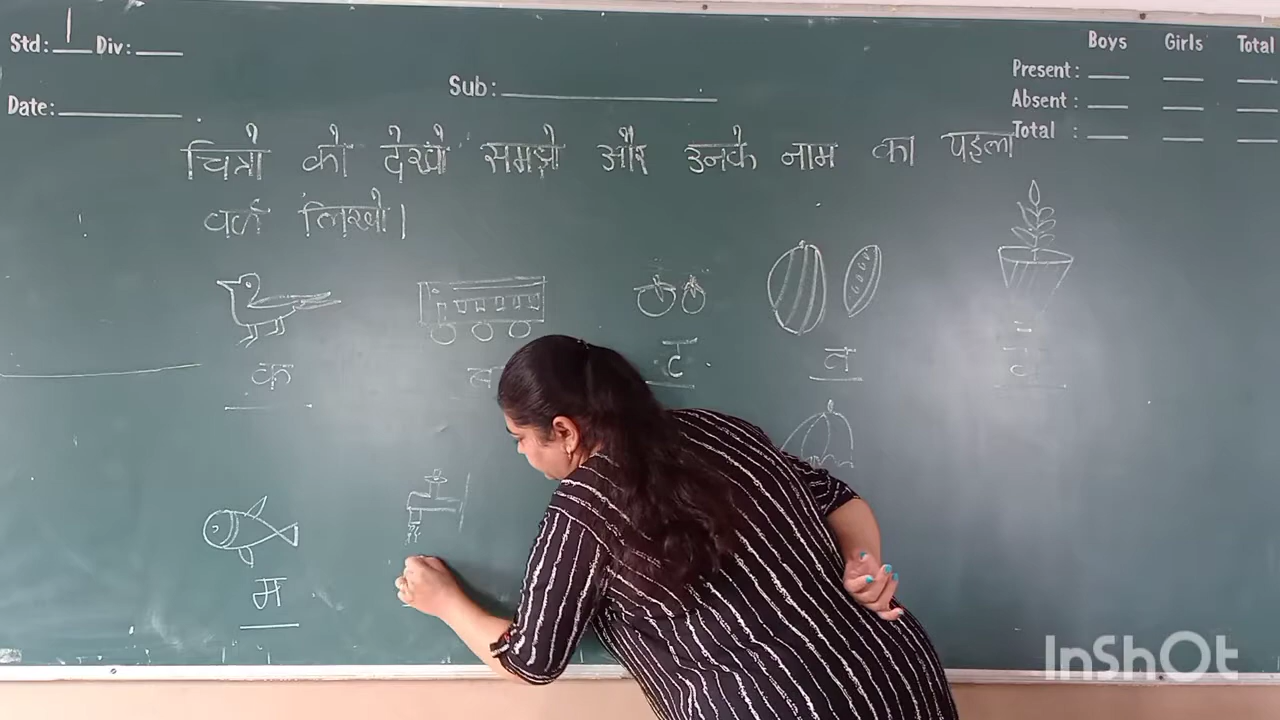 Std: 1 Div:
Boys Girls Total
Present:
Sub:
Absent:
Date:
Total:
चित्रो को देखो समझो और उनके नाम का पहला
वर्ण लिखो।
क ट त
म
InShOt